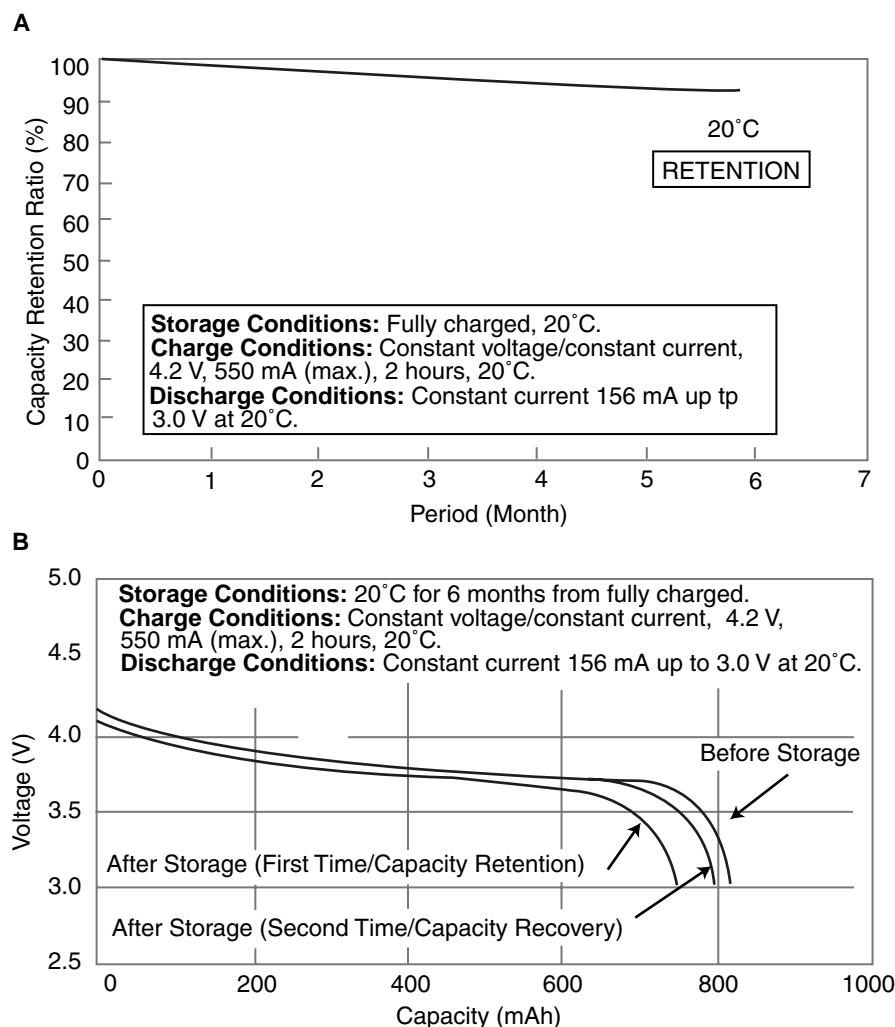 A
Capacity Retention Ratio (%)
100
90
80
70
60
50
40
30
20
10
0
20˚C
RETENTION
Storage Conditions: Fully charged, 20˚C.
Charge Conditions: Constant voltage/constant current,
4.2 V, 550 mA (max.), 2 hours, 20˚C.
Discharge Conditions: Constant current 156 mA up tp
3.0 V at 20˚C.
0 1 2 3 4 5 6 7
Period (Month)
B
Voltage (V)
5.0
4.5
4.0
3.5
3.0
2.5
Storage Conditions: 20˚C for 6 months from fully charged.
Charge Conditions: Constant voltage/constant current, 4.2 V,
550 mA (max.), 2 hours, 20˚C.
Discharge Conditions: Constant current 156 mA up to 3.0 V at 20˚C.
Before Storage
After Storage (First Time/Capacity Retention)
After Storage (Second Time/Capacity Recovery)
0 200 400 600 800 1000
Capacity (mAh)